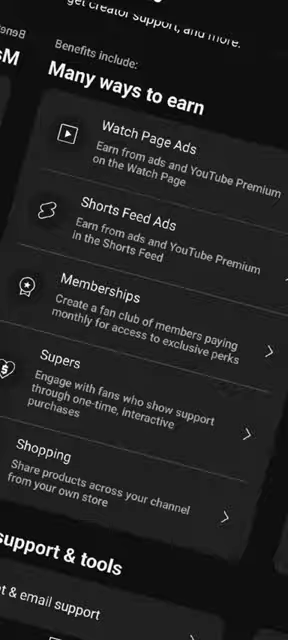 get creator support, and more.
Benefits include:
Many ways to earn
Watch Page Ads
Earn from ads and YouTube Premium
on the Watch Page
Shorts Feed Ads
Earn from ads and YouTube Premium
in the Shorts Feed
Memberships
Create a fan club of members paying
monthly for access to exclusive perks
Supers
Engage with fans who show support
through one-time, interactive
purchases
Shopping
Share products across your channel
from your own store
support & tools
& email support